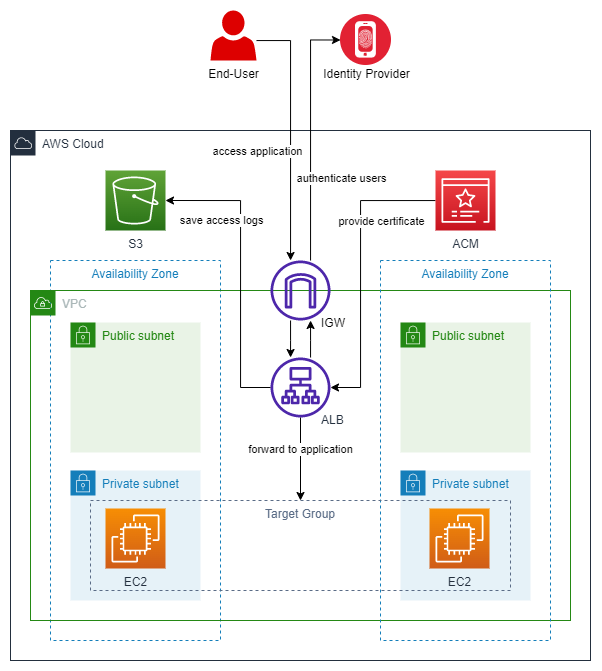 End-User
Identity Provider
AWS Cloud
access application
authenticate users
save access logs
provide certificate
S3
ACM
Availability Zone
Availability Zone
VPC
IGW
Public subnet
Public subnet
ALB
forward to application
Private subnet
Private subnet
Target Group
EC2
EC2